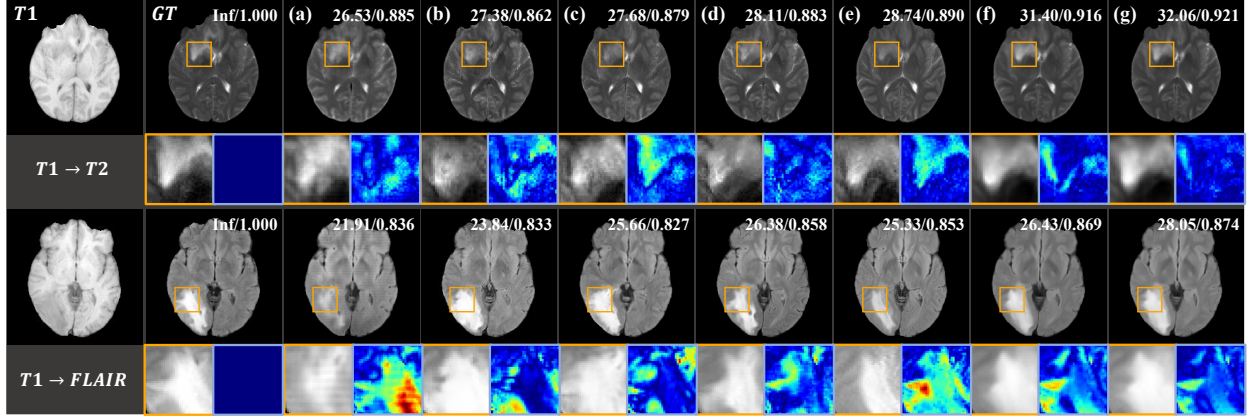 T1 GT Inf/1.000 (a) 26.53/0.885 (b) 27.38/0.862 (c) 27.68/0.879 (d) 28.11/0.883 (e) 28.74/0.890 (f) 31.40/0.916 (g) 32.06/0.921
T1 → T2
Inf/1.000 21.91/0.836 23.84/0.833 25.66/0.827 26.38/0.858 25.33/0.853 26.43/0.869 28.05/0.874
T1 → FLAIR